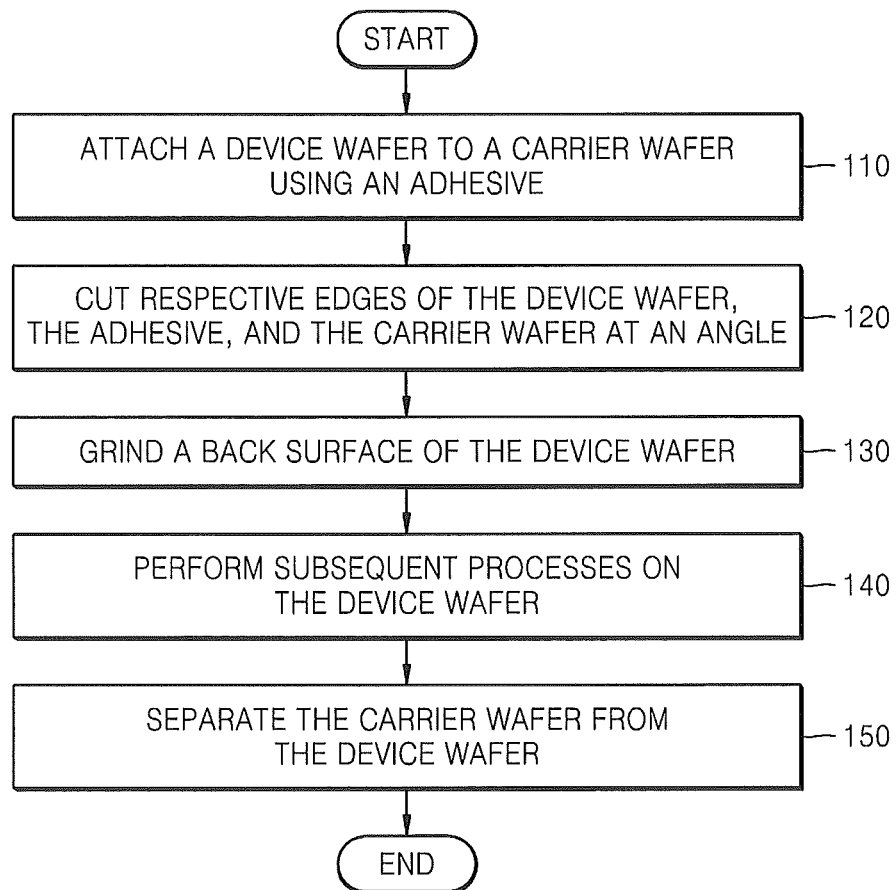 START
ATTACH A DEVICE WAFER TO A CARRIER WAFER
USING AN ADHESIVE
110
CUT RESPECTIVE EDGES OF THE DEVICE WAFER,
THE ADHESIVE, AND THE CARRIER WAFER AT AN ANGLE
120
GRIND A BACK SURFACE OF THE DEVICE WAFER
130
PERFORM SUBSEQUENT PROCESSES ON
THE DEVICE WAFER
140
SEPARATE THE CARRIER WAFER FROM
THE DEVICE WAFER
150
END